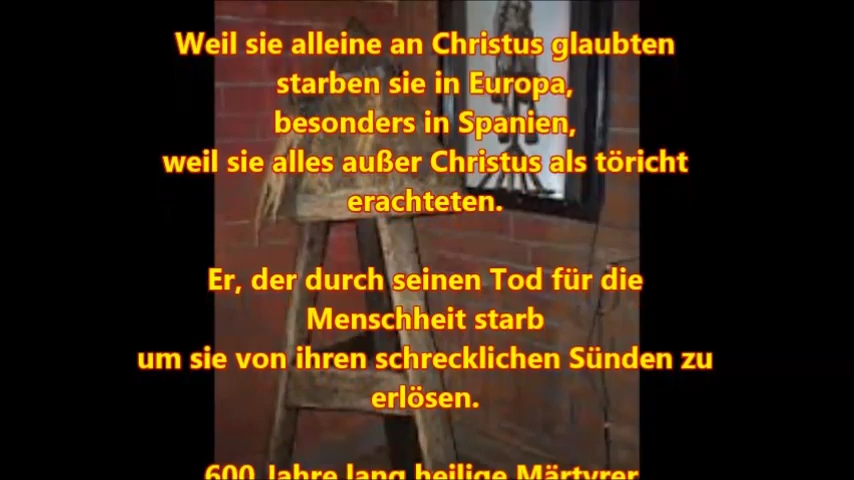 Weil sie alleine an Christus glaubten
starben sie in Europa,
besonders in Spanien,
weil sie alles außer Christus als töricht
erachteten.
Er, der durch seinen Tod für die
Menschheit starb
um sie von ihren schrecklichen Sünden zu
erlösen.
600 Jahre lang heilige Märtyrer